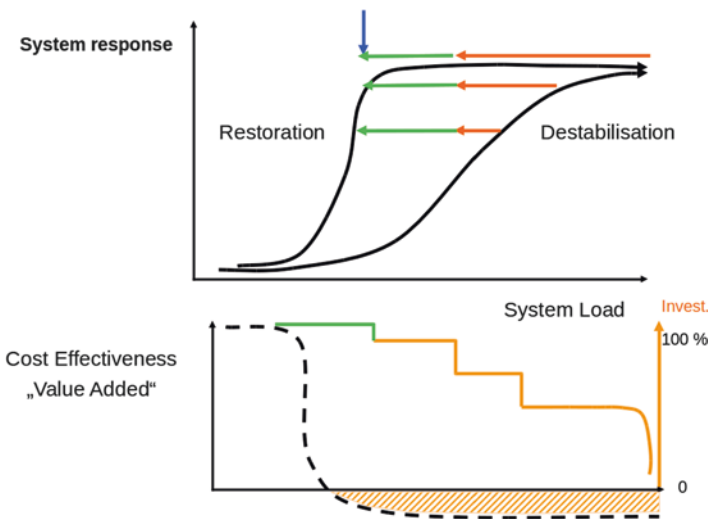 System response
Restoration
Destabilisation
System Load
Invest.
100 %
Cost Effectiveness
„Value Added“
0